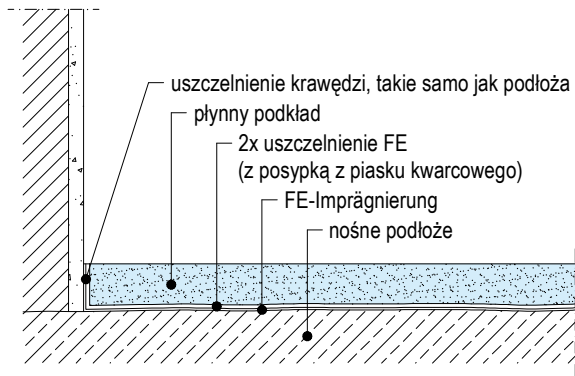 uszczelnienie krawędzi, takie samo jak podłoża
płynny podkład
2x uszczelnienie FE
(z posypką z piasku kwarcowego)
FE-Imprägnierung
nośne podłoże